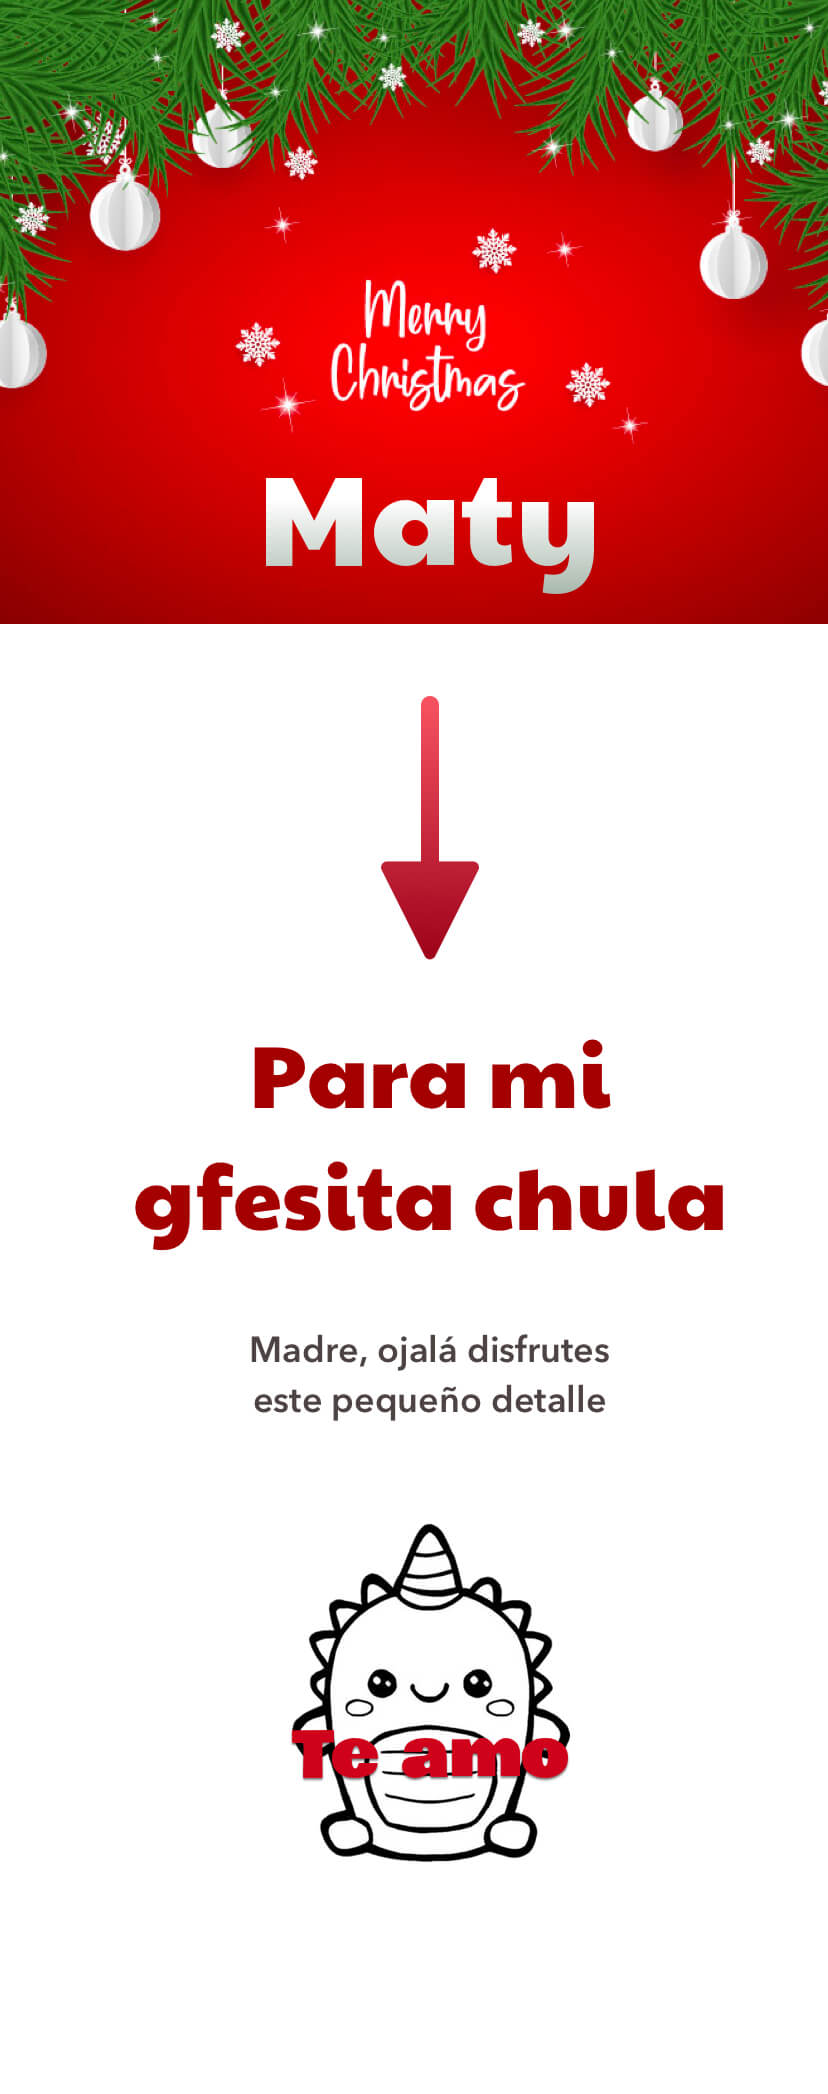 Merry
Christmas
Maty
Para mi
gfesita chula
Madre, ojalá disfrutes
este pequeño detalle
Te amo